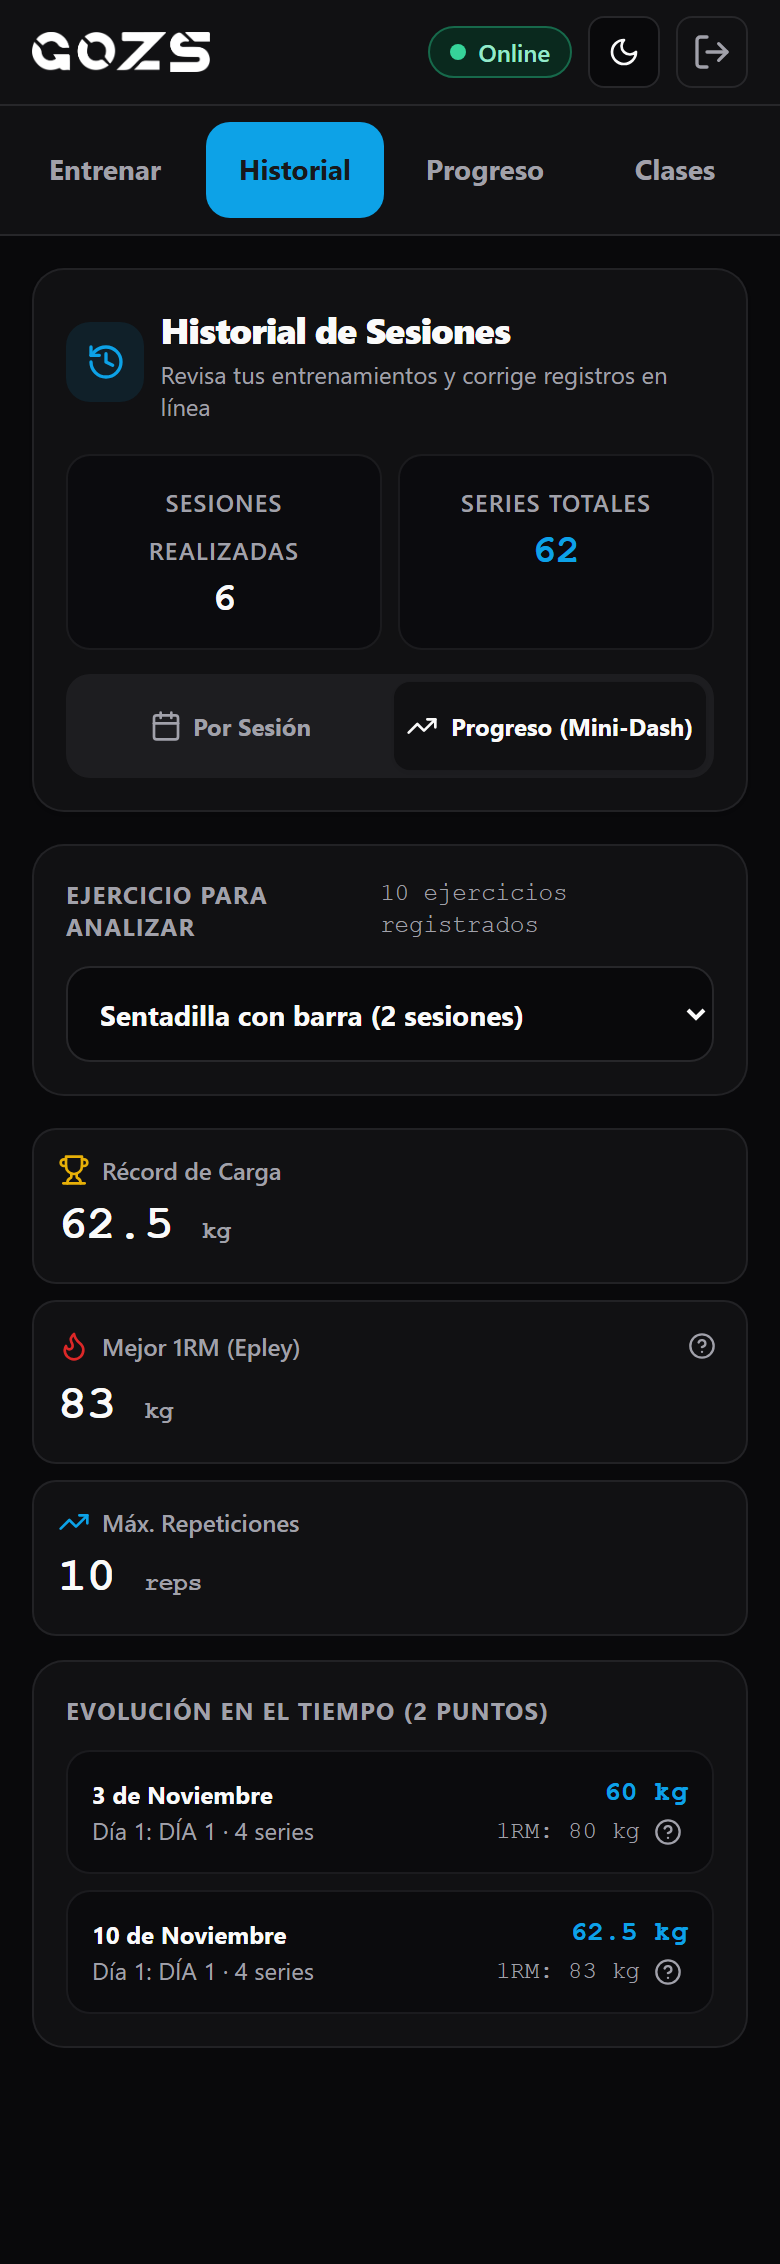 GOZS
Online
Entrenar
Historial
Progreso
Clases
Historial de Sesiones
Revisa tus entrenamientos y corrige registros en
línea
SESIONES
REALIZADAS
6
SERIES TOTALES
62
Por Sesión
Progreso (Mini-Dash)
EJERCICIO PARA
ANALIZAR
10 ejercicios
registrados
Sentadilla con barra (2 sesiones)
Récord de Carga
62.5 kg
Mejor 1RM (Epley)
83 kg
Máx. Repeticiones
10 reps
EVOLUCIÓN EN EL TIEMPO (2 PUNTOS)
3 de Noviembre
60 kg
Día 1: DÍA 1 · 4 series
1RM: 80 kg
10 de Noviembre
62.5 kg
Día 1: DÍA 1 · 4 series
1RM: 83 kg